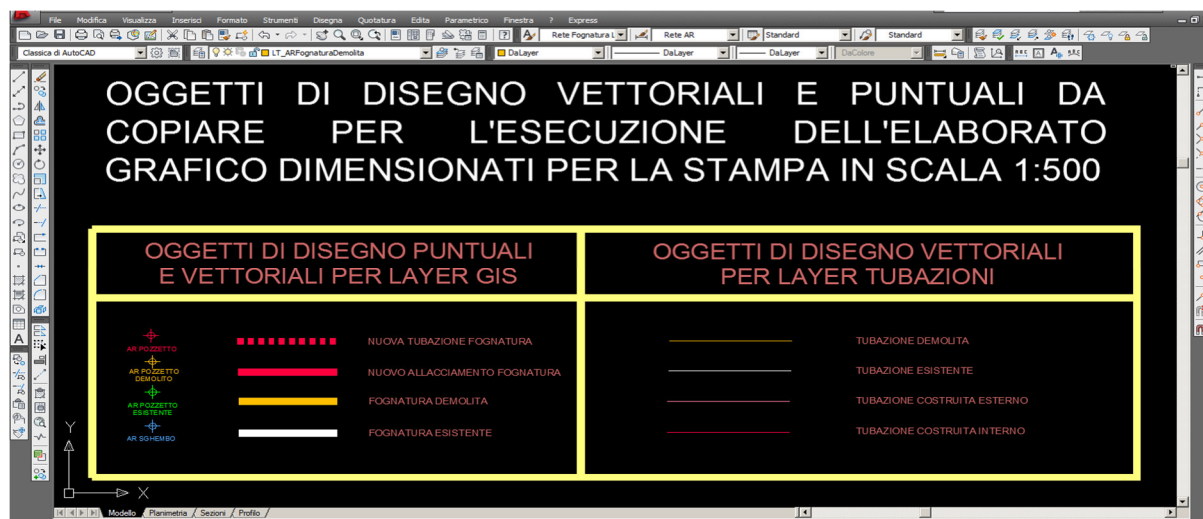 File Modifica Visualizza Inserisci Formato Strumenti Disegna Quotatura Edita Parametrico Finestra ? Express
Rete Fognatura L Rete AR Standard Standard
Classica di AutoCAD LT_ARFognaturaDemolita DaLayer DaLayer DaLayer DaColore
OGGETTI DI DISEGNO VETTORIALI E PUNTUALI DA
COPIARE PER L'ESECUZIONE DELL'ELABORATO
GRAFICO DIMENSIONATI PER LA STAMPA IN SCALA 1:500
OGGETTI DI DISEGNO PUNTUALI
E VETTORIALI PER LAYER GIS
OGGETTI DI DISEGNO VETTORIALI
PER LAYER TUBAZIONI
AR POZZETTO
NUOVA TUBAZIONE FOGNATURA
AR POZZETTO
DEMOLITO
NUOVO ALLACCIAMENTO FOGNATURA
AR POZZETTO
ESISTENTE
FOGNATURA DEMOLITA
AR SGHEMBO
FOGNATURA ESISTENTE
TUBAZIONE DEMOLITA
TUBAZIONE ESISTENTE
TUBAZIONE COSTRUITA ESTERNO
TUBAZIONE COSTRUITA INTERNO
Y
X
Modello Planimetria Sezioni Profilo